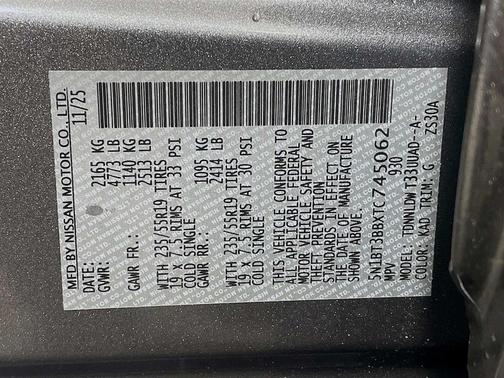 MFD BY NISSAN MOTOR CO., LTD.
DATE: 11/25
GVWR: 2165 KG
4773 LB
GAWR FR.: 1140 KG
2513 LB
WITH 235/55R19 TIRES
19 X 7.5 RIMS AT 33 PSI
COLD SINGLE
GAWR RR.: 1095 KG
2414 LB
WITH 235/55R19 TIRES
19 X 7.5 RIMS AT 30 PSI
COLD SINGLE
THIS VEHICLE CONFORMS TO
ALL APPLICABLE FEDERAL
MOTOR VEHICLE SAFETY AND
THEFT PREVENTION
STANDARDS IN EFFECT ON
THE DATE OF MANUFACTURE
SHOWN ABOVE.
5N1BT3BBXTC745062
MPV 930
MODEL: TDWNLDW T33UUAD--A-
COLOR: KAD TRIM: G ZS30A